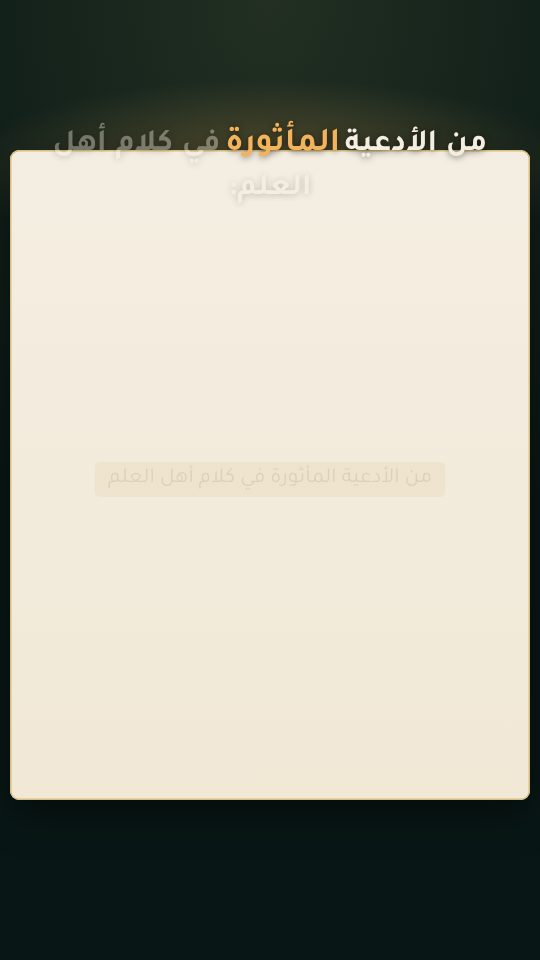 من الأدعية المأثورة في كلام أهل
العلم:
من الأدعية المأثورة في كلام أهل العلم